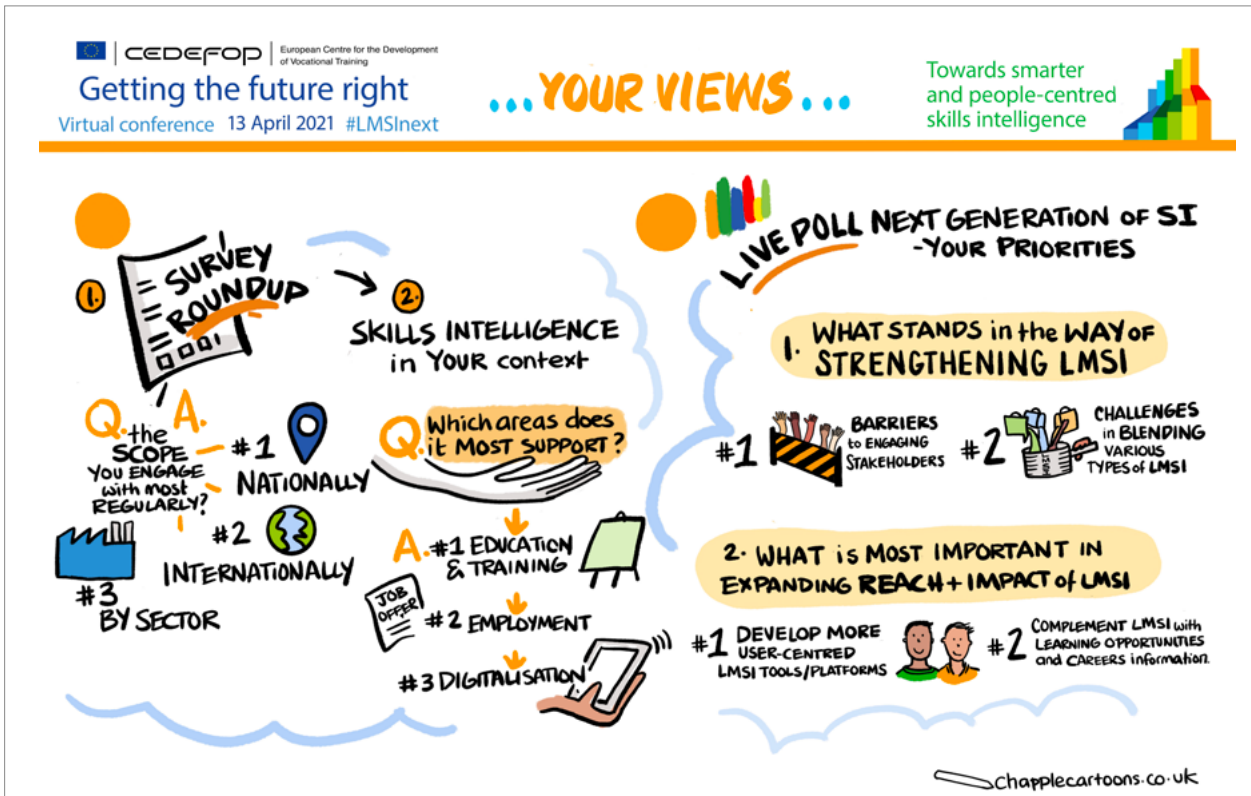 CEDEFOP
European Centre for the Development
of Vocational Training
Getting the future right
Virtual conference 13 April 2021 #LMSInext
...YOUR VIEWS...
Towards smarter
and people-centred
skills intelligence
1.
SURVEY
ROUNDUP
2.
SKILLS INTELLIGENCE
in YOUR context
Q. the
SCOPE
YOU ENGAGE
with most
REGULARLY?
A.
#1
NATIONALLY
#2
INTERNATIONALLY
#3
BY SECTOR
Q. Which areas does
it MOST SUPPORT?
A. #1 EDUCATION
& TRAINING
JOB
OFFER
#2 EMPLOYMENT
#3 DIGITALISATION
LIVE POLL NEXT GENERATION OF SI
-YOUR PRIORITIES
1. WHAT STANDS in the WAY OF
STRENGTHENING LMSI
#1 BARRIERS
to ENGAGING
STAKEHOLDERS
#2 CHALLENGES
in BLENDING
VARIOUS
TYPES of LMSI
2. WHAT is MOST IMPORTANT IN
EXPANDING REACH + IMPACT of LMSI
#1 DEVELOP MORE
USER-CENTRED
LMSI TOOLS/PLATFORMS
#2 COMPLEMENT LMSI with
LEARNING OPPORTUNITIES
and CAREERS information.
chapplecartoons.co.uk